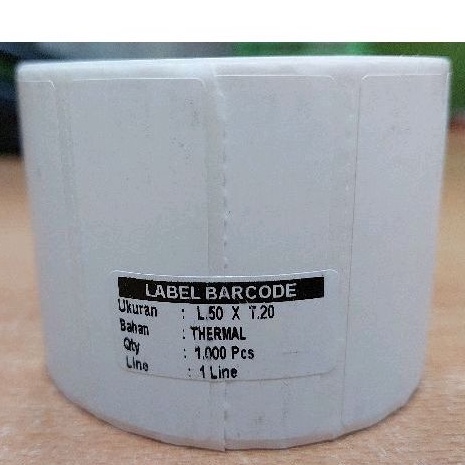 LABEL BARCODE
Ukuran : L.50 X T.20
Bahan : THERMAL
Qty : 1.000 Pcs
Line : 1 Line